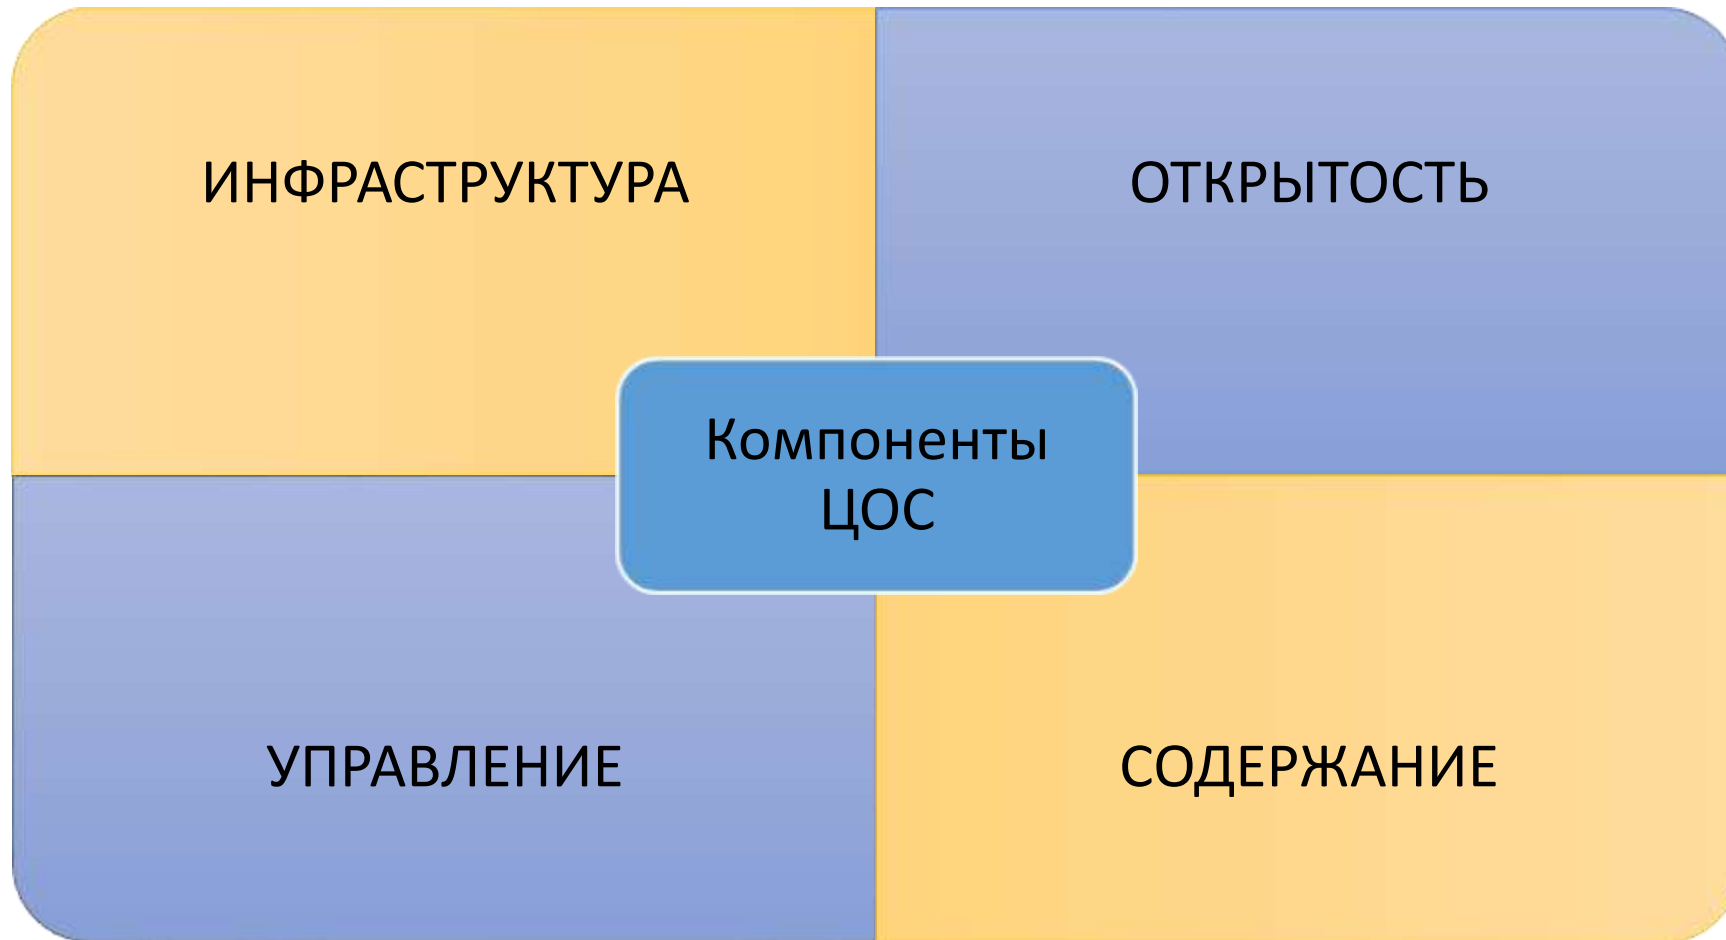 ИНФРАСТРУКТУРА
ОТКРЫТОСТЬ
Компоненты
ЦОС
УПРАВЛЕНИЕ
СОДЕРЖАНИЕ